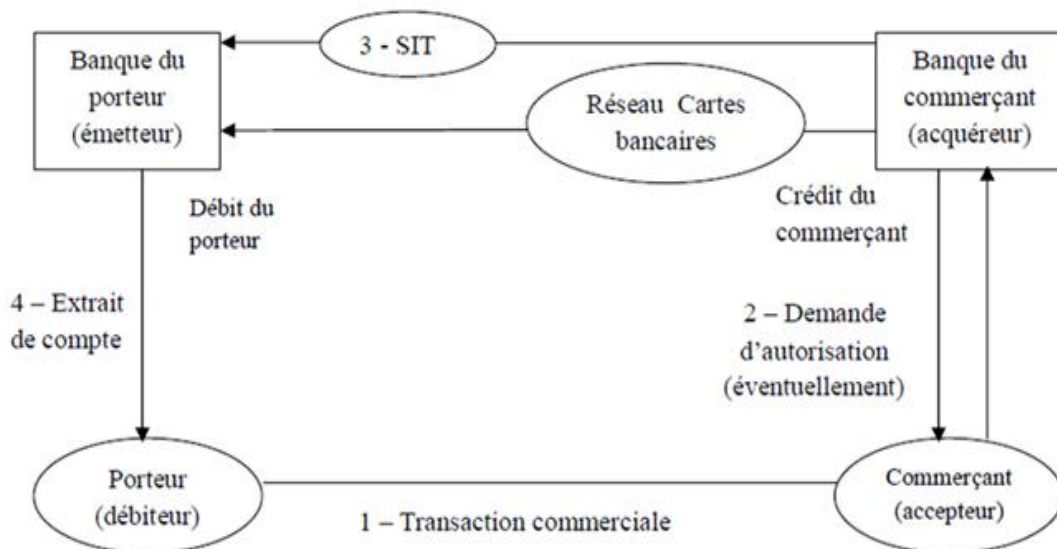 3 - SIT
Banque du
porteur
(émetteur)
Réseau Cartes
bancaires
Banque du
commerçant
(acquéreur)
Débit du
porteur
Crédit du
commerçant
4 – Extrait
de compte
2 – Demande
d’autorisation
(éventuellement)
Porteur
(débiteur)
1 – Transaction commerciale
Commerçant
(accepteur)